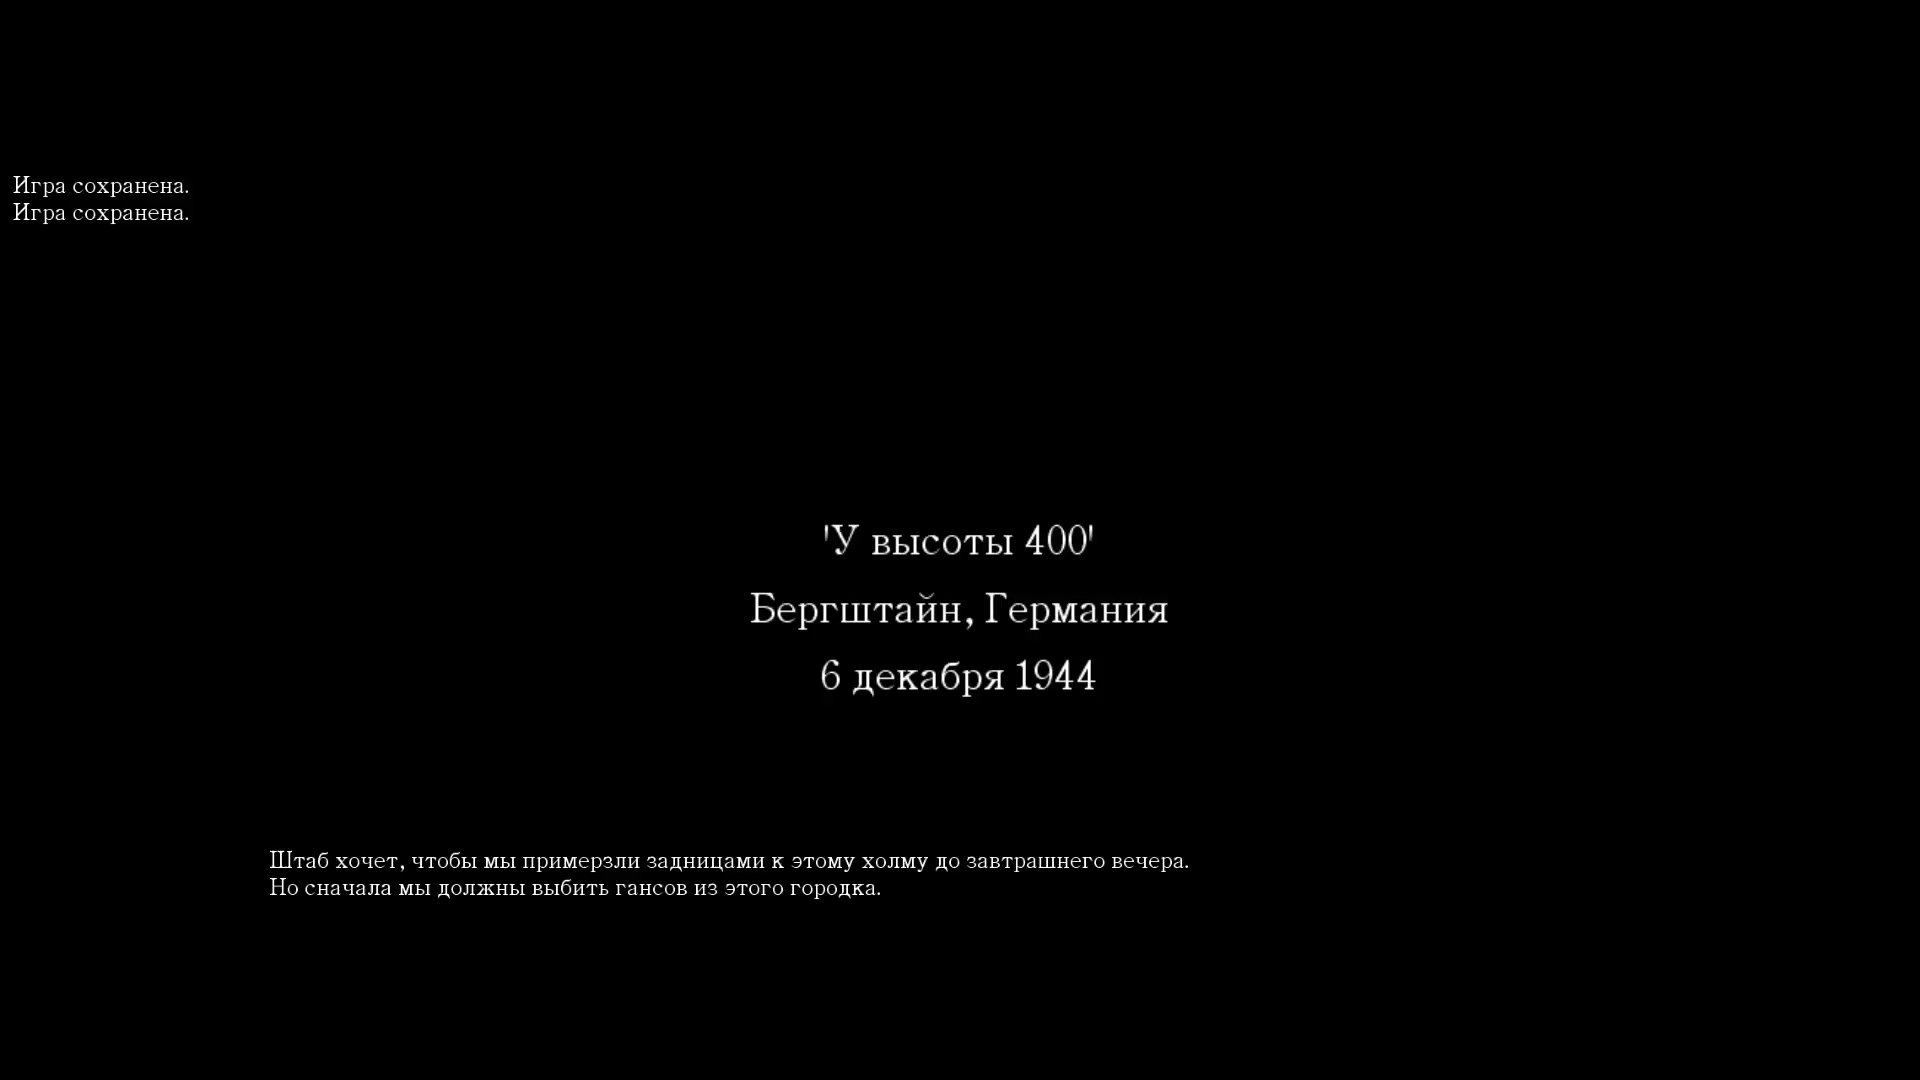 Игра сохранена.
Игра сохранена.
'У высоты 400'
Бергштайн, Германия
6 декабря 1944
Штаб хочет, чтобы мы примерзли задницами к этому холму до завтрашнего вечера.
Но сначала мы должны выбить гансов из этого городка.